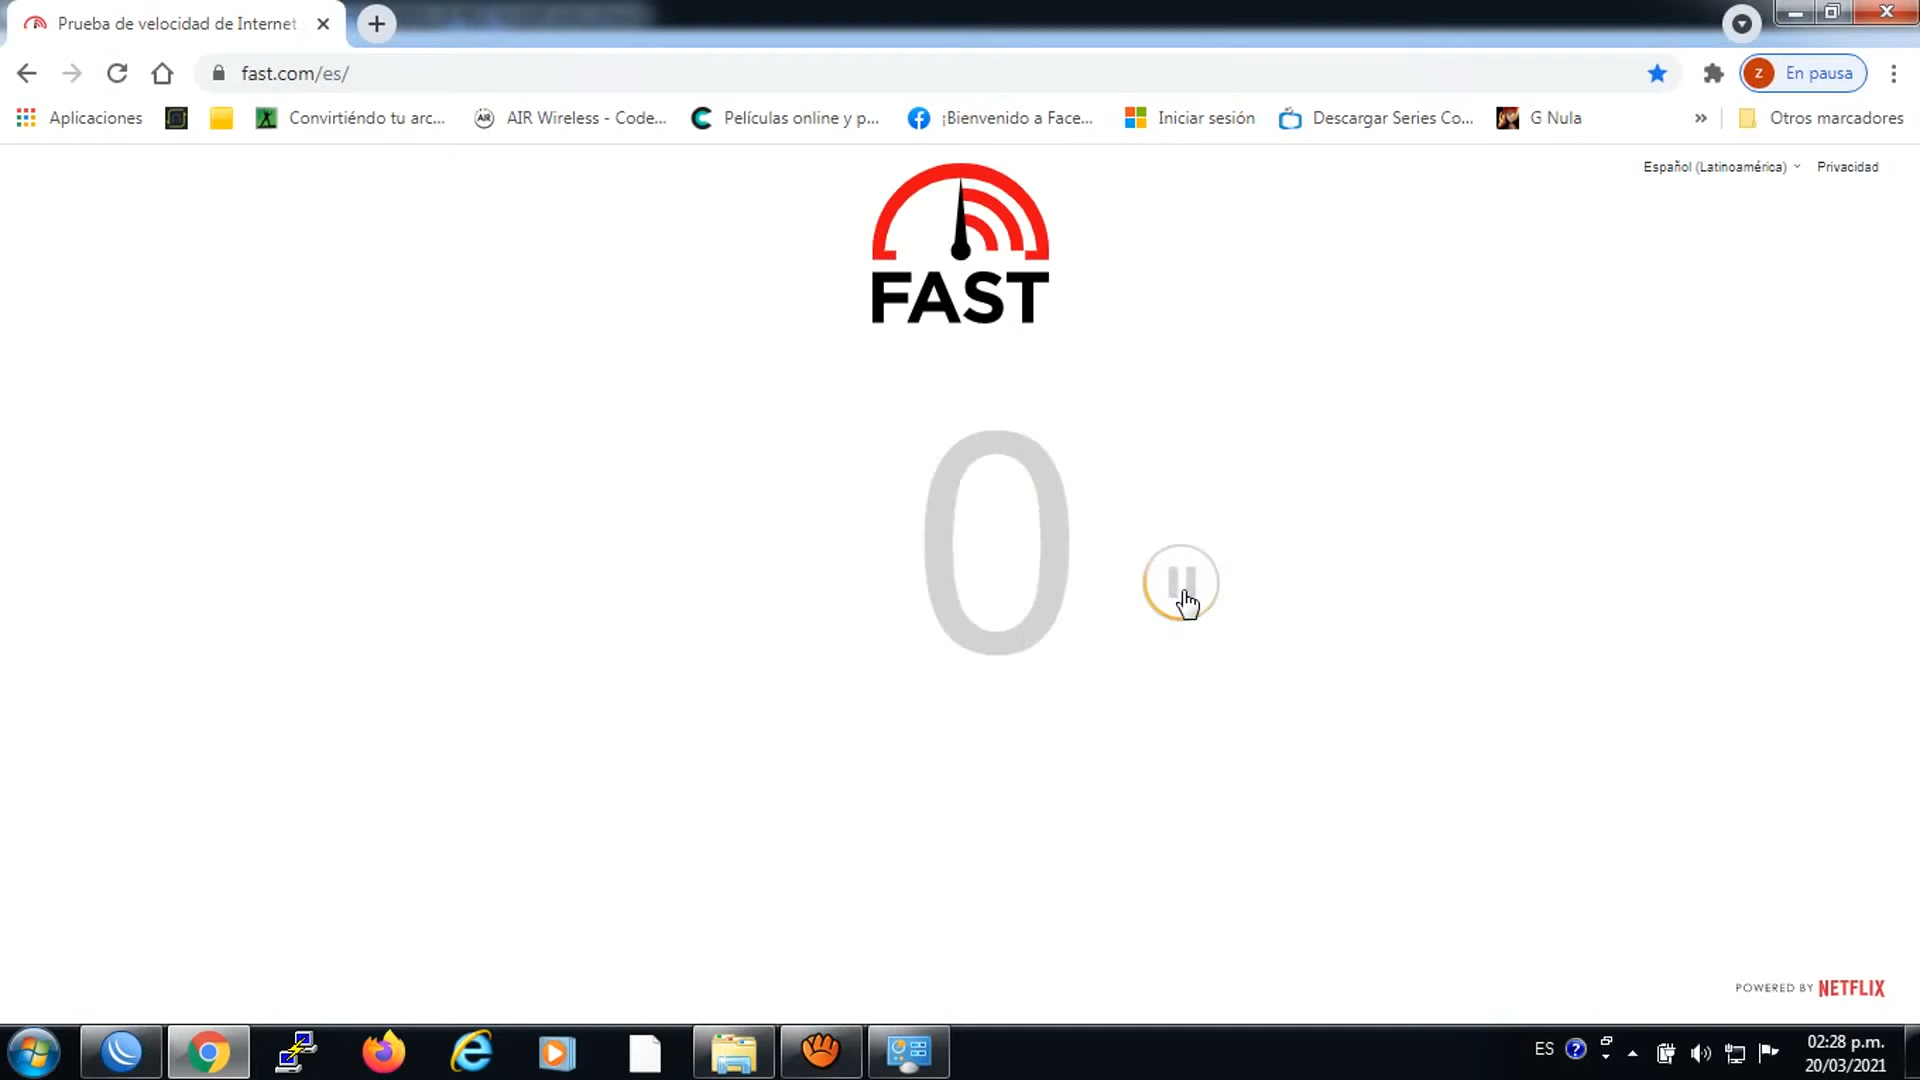 Prueba de velocidad de Internet
fast.com/es/
z En pausa
Aplicaciones
Convirtiéndo tu arc...
AIR Wireless - Code...
Películas online y p...
¡Bienvenido a Face...
Iniciar sesión
Descargar Series Co...
G Nula
»
Otros marcadores
Español (Latinoamérica)
Privacidad
FAST
0
POWERED BY NETFLIX
ES
02:28 p.m.
20/03/2021